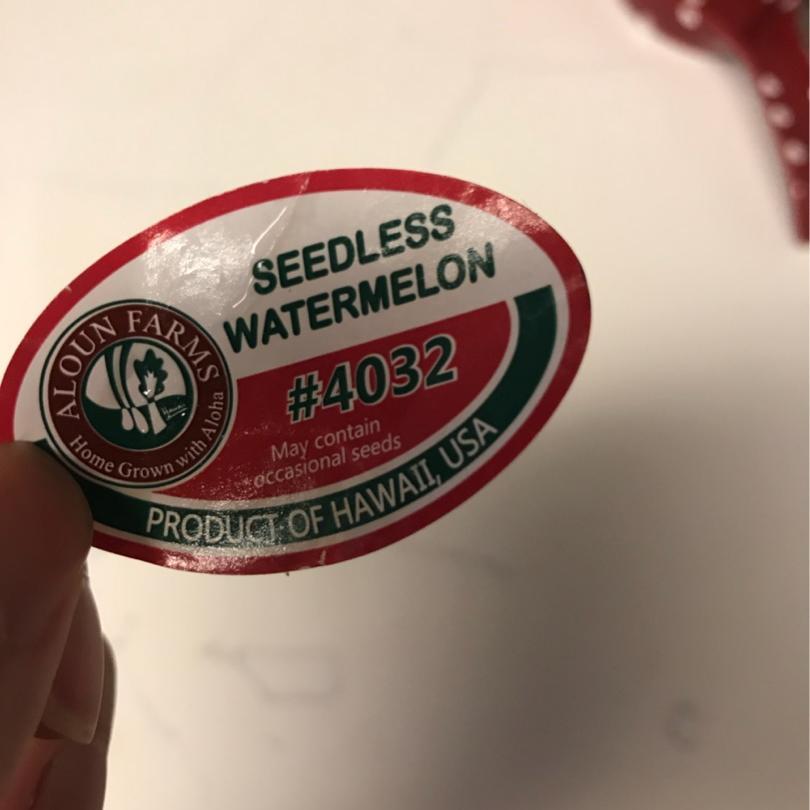 SEEDLESS
WATERMELON
ALOUN FARMS
Home Grown with Aloha
#4032
May contain
occasional seeds
PRODUCT OF HAWAII, USA